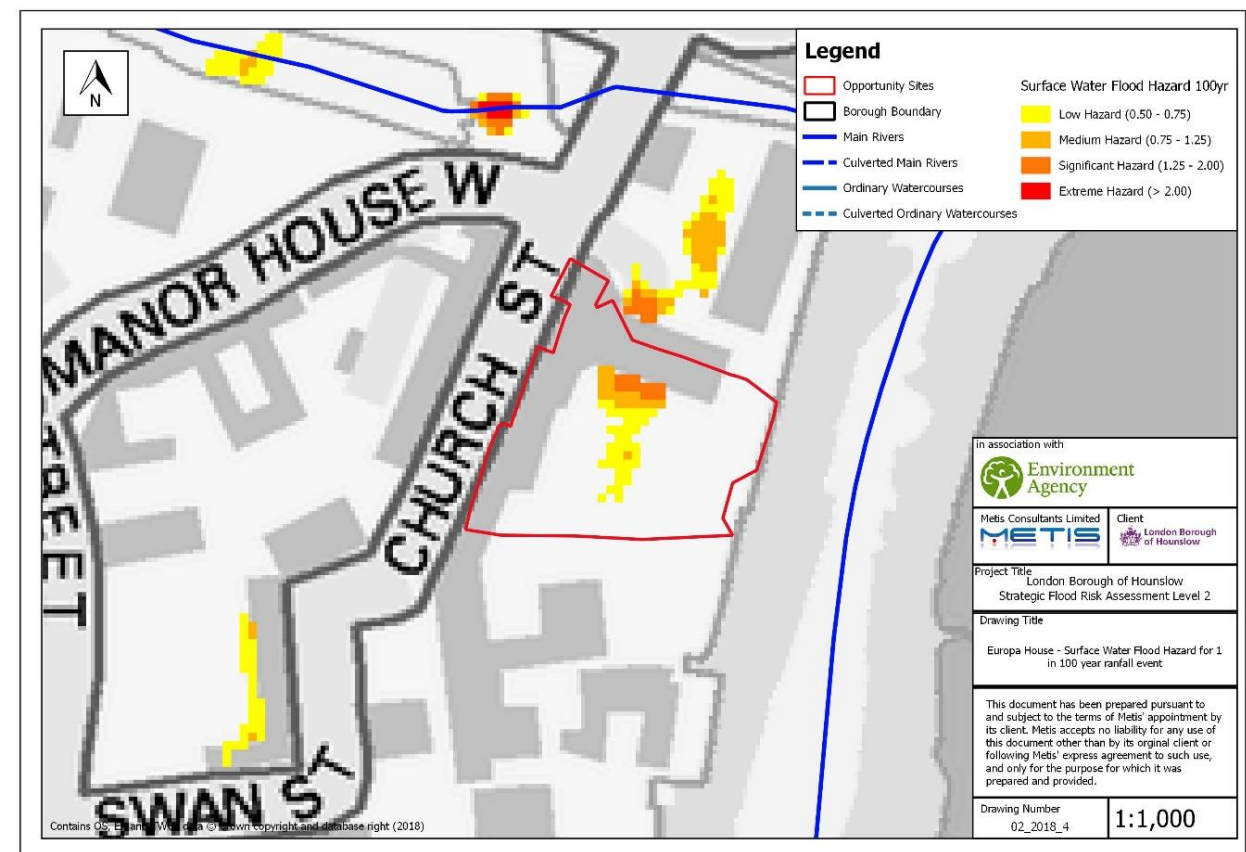 N
MANOR HOUSE W
CHURCH ST
SWAN ST
Contains OS,
copyright and database right (2018)
Legend
Opportunity Sites
Borough Boundary
Main Rivers
Culverted Main Rivers
Ordinary Watercourses
Culverted Ordinary Watercourses
Surface Water Flood Hazard 100yr
Low Hazard (0.50 - 0.75)
Medium Hazard (0.75 - 1.25)
Significant Hazard (1.25 - 2.00)
Extreme Hazard (> 2.00)
in association with
Environment
Agency
Metis Consultants Limited
METIS
Client
London Borough
of Hounslow
Project Title
London Borough of Hounslow
Strategic Flood Risk Assessment Level 2
Drawing Title
Europa House - Surface Water Flood Hazard for 1
in 100 year ranfall event
This document has been prepared pursuant to
and subject to the terms of Metis' appointment by
its client. Metis accepts no liability for any use of
this document other than by its orginal client or
following Metis' express agreement to such use,
and only for the purpose for which it was
prepared and provided.
Drawing Number
02_2018_4
1:1,000